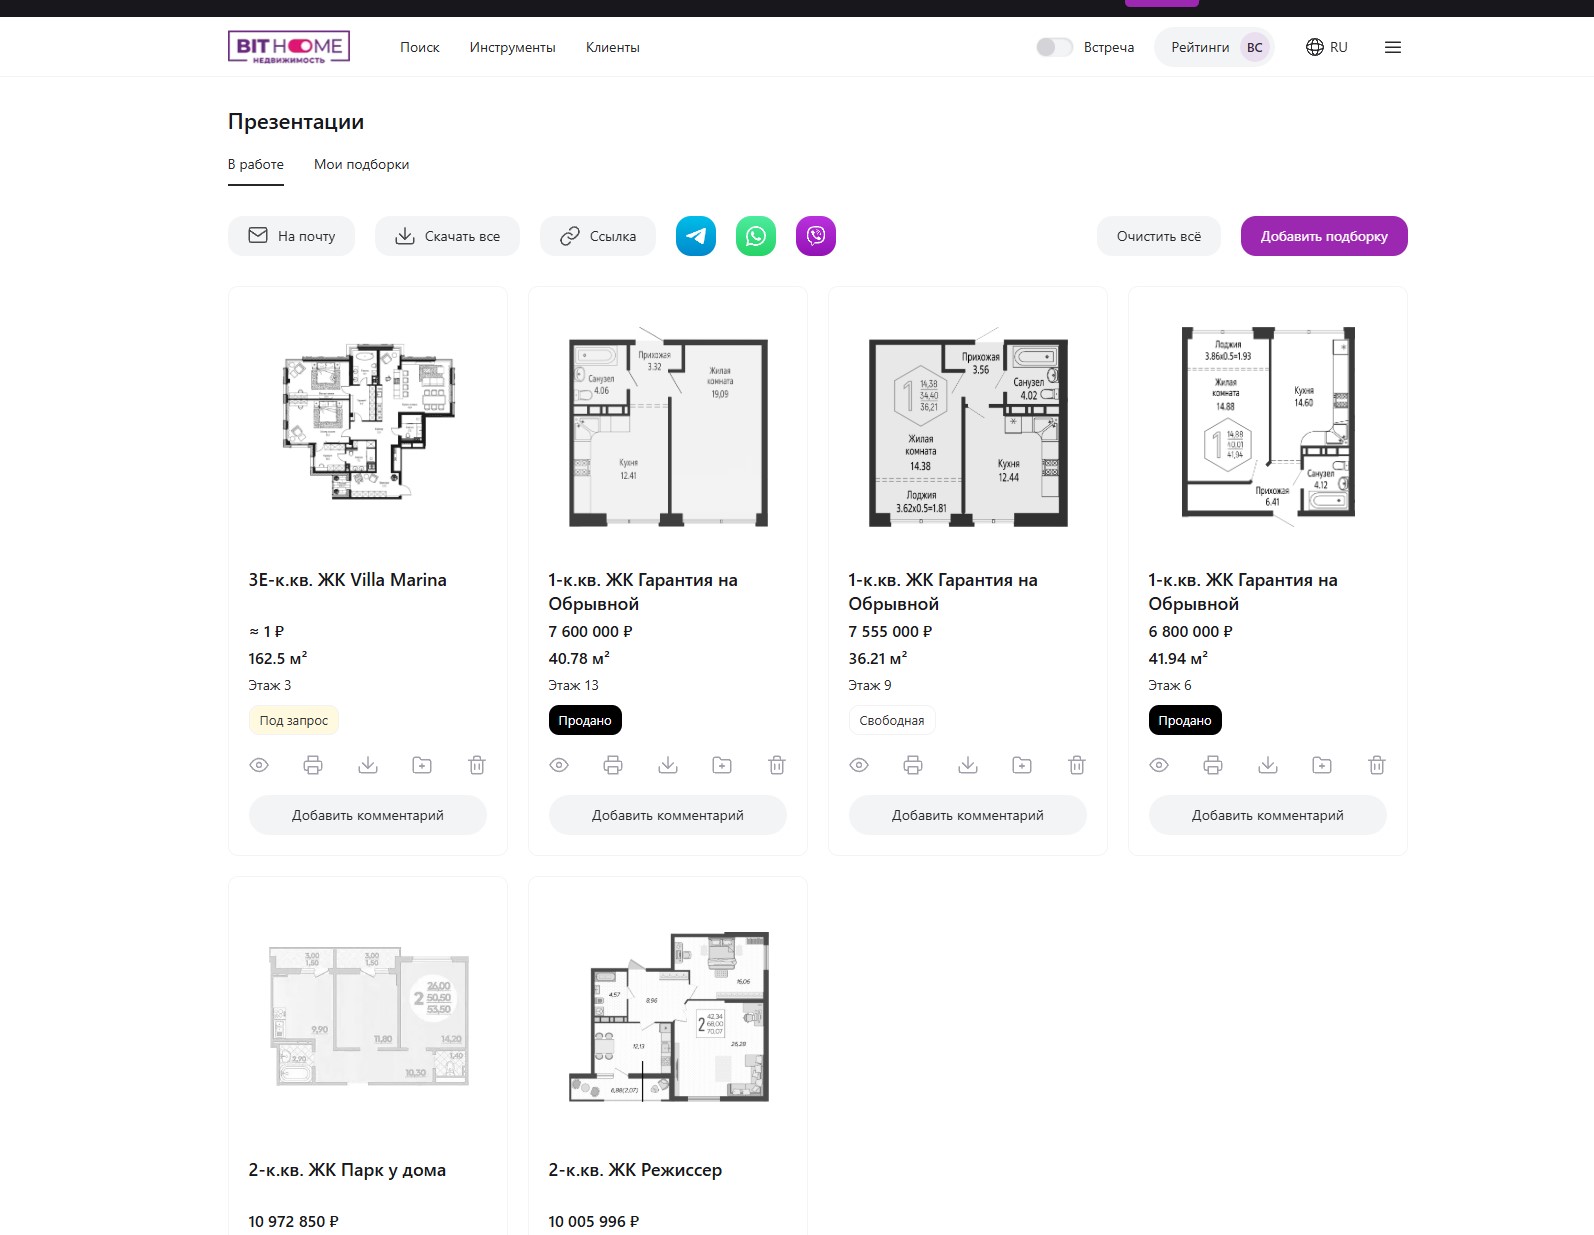 BITHOME
НЕДВИЖИМОСТЬ
Поиск
Инструменты
Клиенты
Встреча
Рейтинги
ВС
RU
Презентации
В работе
Мои подборки
На почту
Скачать все
Ссылка
Очистить всё
Добавить подборку
3Е-к.кв. ЖК Villa Marina
≈ 1 ₽
162.5 м²
Этаж 3
Под запрос
Добавить комментарий
Прихожая
3.32
Санузел
4.06
Жилая
комната
19,09
Кухня
12.41
1-к.кв. ЖК Гарантия на
Обрывной
7 600 000 ₽
40.78 м²
Этаж 13
Продано
Добавить комментарий
Прихожая
3.56
Санузел
4.02
1
14,38
34,40
36,21
Жилая
комната
14.38
Кухня
12.44
Лоджия
3.62х0.5=1.81
1-к.кв. ЖК Гарантия на
Обрывной
7 555 000 ₽
36.21 м²
Этаж 9
Свободная
Добавить комментарий
Лоджия
3.86х0.5=1.93
Жилая
комната
14.88
Кухня
14.60
1
14,88
40,01
41,94
Санузел
4.12
Прихожая
6.41
1-к.кв. ЖК Гарантия на
Обрывной
6 800 000 ₽
41.94 м²
Этаж 6
Продано
Добавить комментарий
3,00
1,50
3,00
1,50
2
26,00
50,50
53,50
9,90
11,80
14,20
2,70
1,40
10,30
2-к.кв. ЖК Парк у дома
10 972 850 ₽
16,06
4,57
8,96
2
42,34
68,00
70,07
12,13
26,28
6,88(2,07)
2-к.кв. ЖК Режиссер
10 005 996 ₽